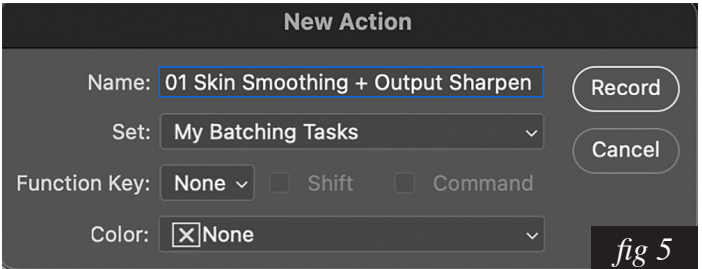 New Action
Name: 01 Skin Smoothing + Output Sharpen
Record
Set: My Batching Tasks
Cancel
Function Key: None Shift Command
Color: None
fig 5